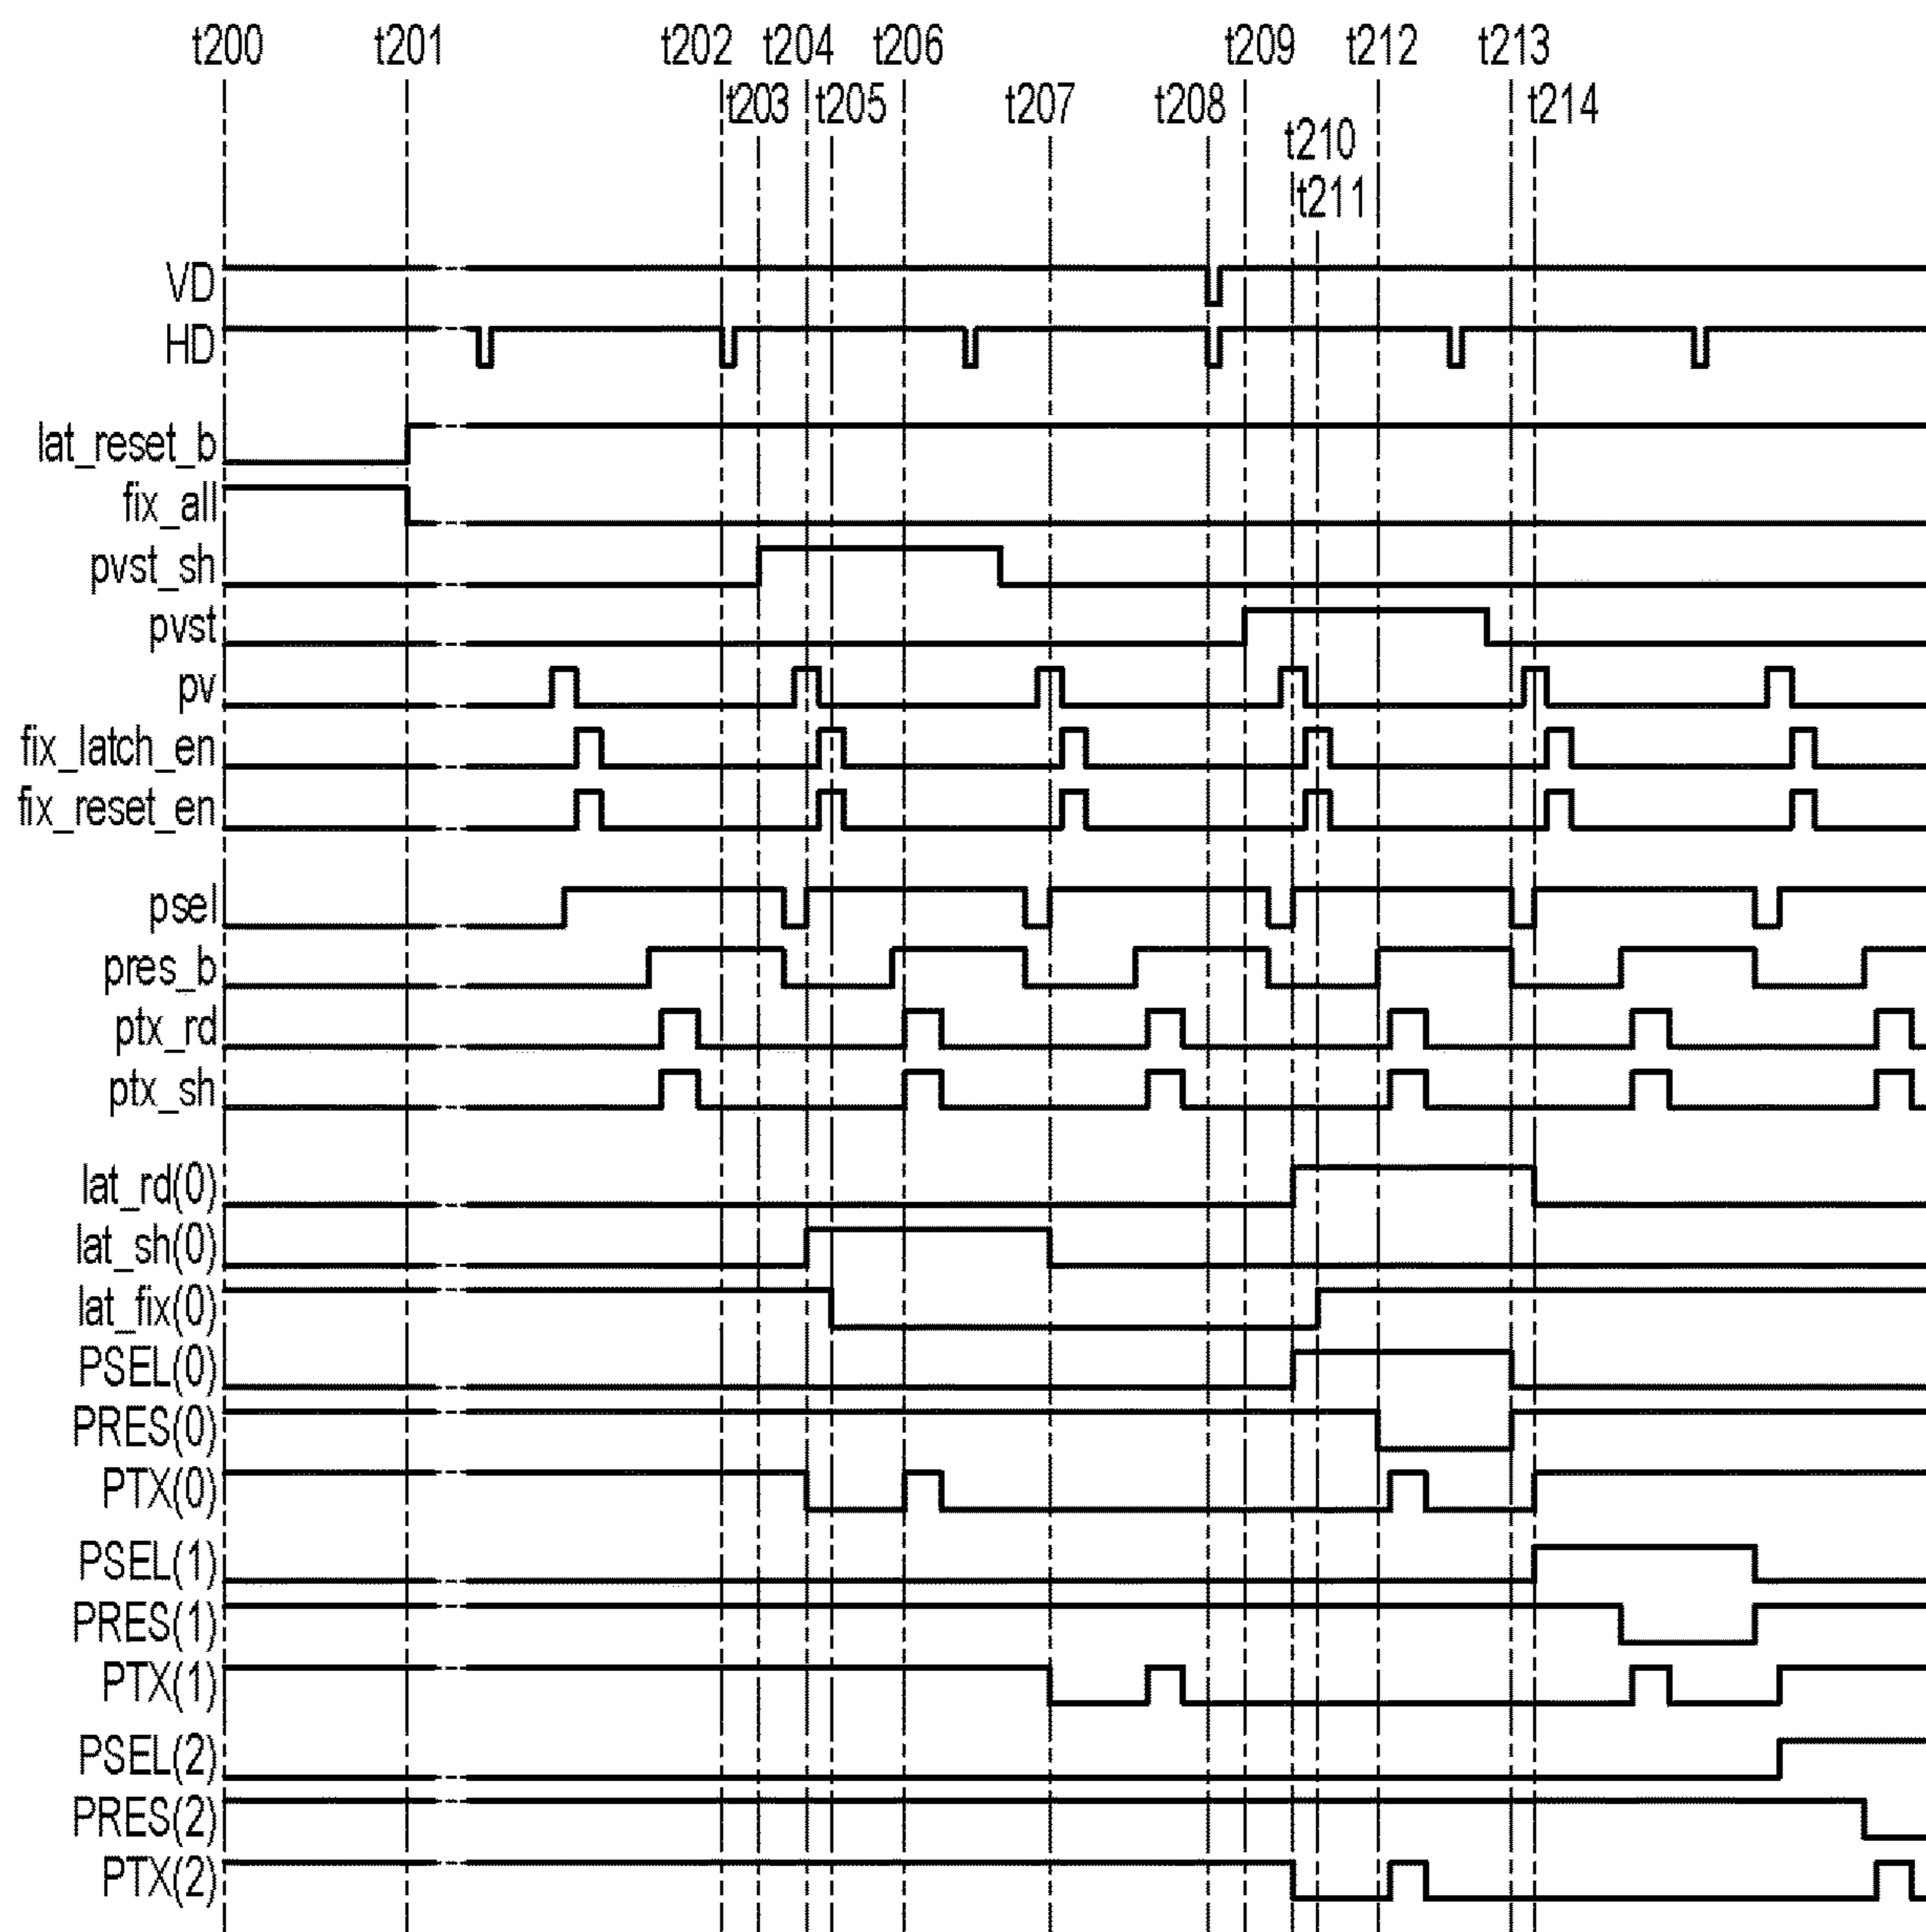 t200 t201 t202 t204 t206 t209 t212 t213
t203 t205 t207 t208 t214
t210
t211
VD
HD
lat_reset_b
fix_all
pvst_sh
pvst
pv
fix_latch_en
fix_reset_en
psel
pres_b
ptx_rd
ptx_sh
lat_rd(0)
lat_sh(0)
lat_fix(0)
PSEL(0)
PRES(0)
PTX(0)
PSEL(1)
PRES(1)
PTX(1)
PSEL(2)
PRES(2)
PTX(2)